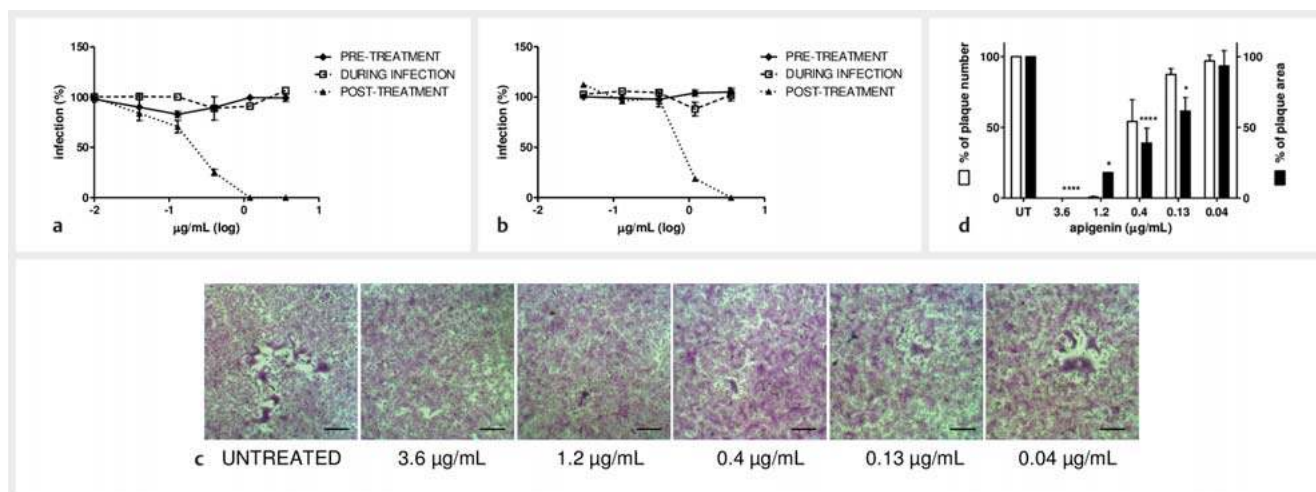 150
100
50
0
infection (%)
-2
-1
0
1
µg/mL (log)
PRE-TREATMENT
DURING INFECTION
POST-TREATMENT
a
150
100
50
0
infection (%)
-2
-1
0
1
µg/mL (log)
PRE-TREATMENT
DURING INFECTION
POST-TREATMENT
b
% of plaque number
100
50
0
****
*
****
*
UT
3.6
1.2
0.4
0.13
0.04
apigenin (µg/mL)
100
50
0
% of plaque area
d
c
UNTREATED
3.6 µg/mL
1.2 µg/mL
0.4 µg/mL
0.13 µg/mL
0.04 µg/mL